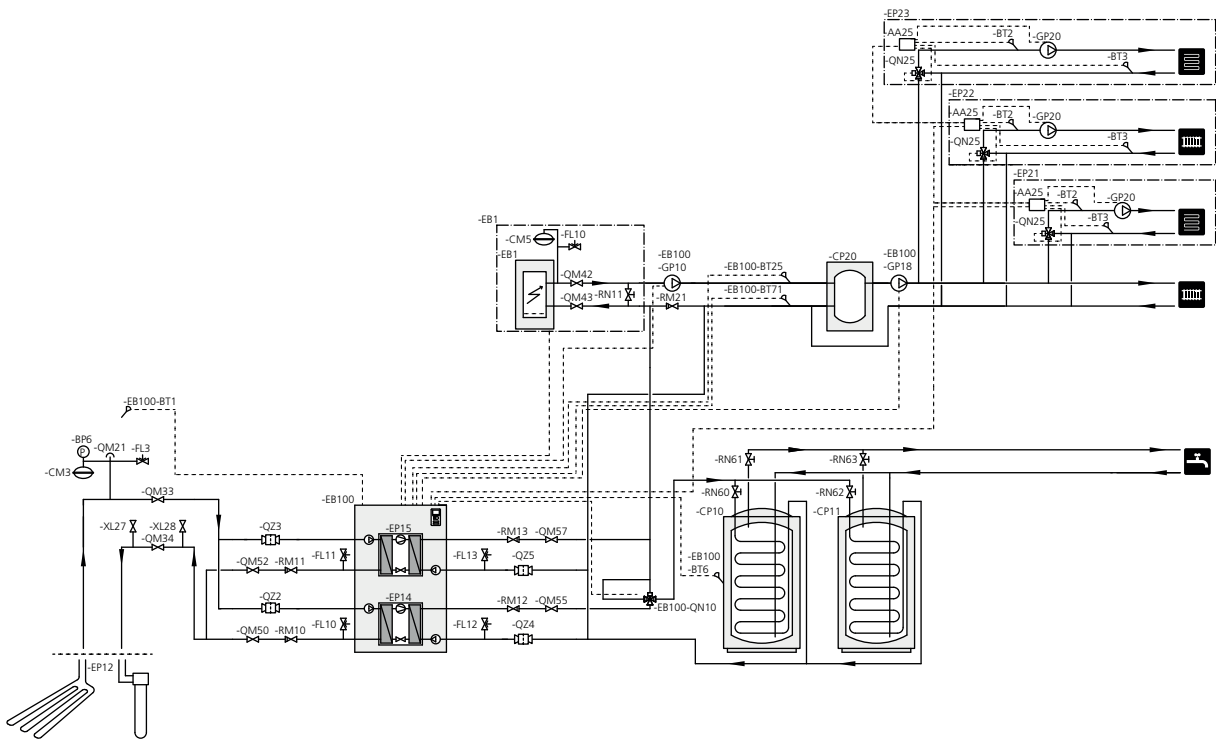 -EP23
-AA25
-BT2
-GP20
-QN25
-BT3
-EP22
-AA25
-BT2
-GP20
-QN25
-BT3
-EP21
-AA25
-BT2
-GP20
-QN25
-BT3
-EB1
-CM5
-FL10
-EB1
-QM42
-QM43
-RN11
-EB100
-GP10
-RM21
-EB100-BT25
-EB100-BT71
-CP20
-EB100
-GP18
-EB100-BT1
-BP6
P
-QM21
-FL3
-CM3
-QM33
-XL27
-XL28
-QM34
-EB100
-QZ3
-EP15
-RM13
-QM57
-QM52
-RM11
-FL11
-FL13
-QZ5
-QZ2
-EP14
-RM12
-QM55
-QM50
-RM10
-FL10
-FL12
-QZ4
-EB100-QN10
-RN61
-RN63
-RN60
-RN62
-CP10
-CP11
-EB100
-BT6
-EP12